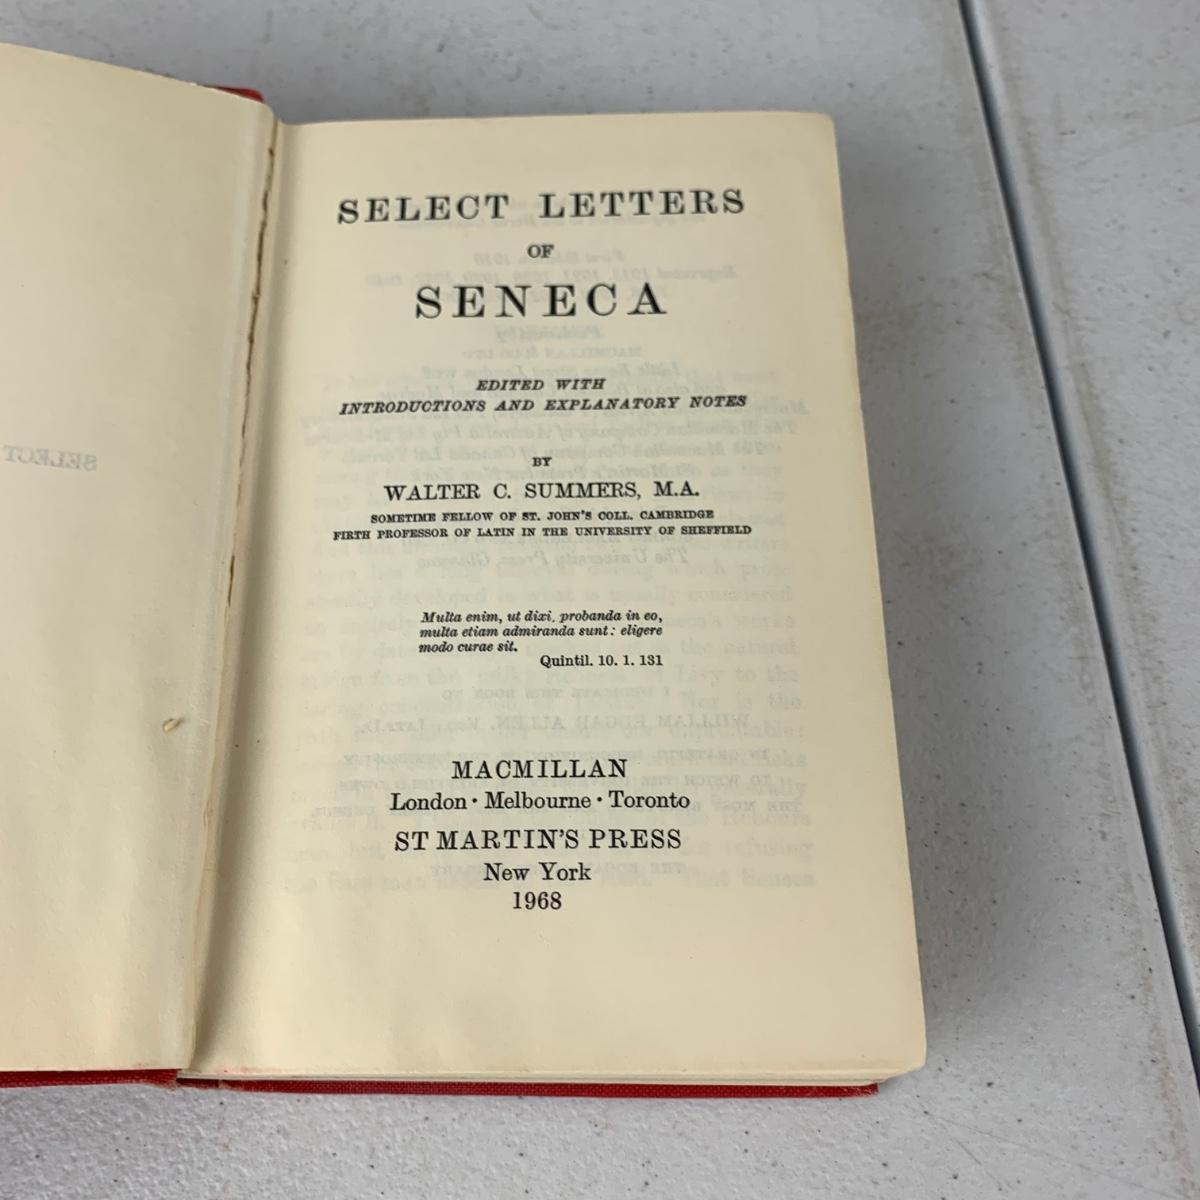 SELECT LETTERS
OF
SENECA
EDITED WITH
INTRODUCTIONS AND EXPLANATORY NOTES
BY
WALTER C. SUMMERS, M.A.
SOMETIME FELLOW OF ST. JOHN'S COLL. CAMBRIDGE
FIRTH PROFESSOR OF LATIN IN THE UNIVERSITY OF SHEFFIELD
Multa enim, ut dixi, probanda in eo,
multa etiam admiranda sunt: eligere
modo curae sit.
Quintil. 10. 1. 131
MACMILLAN
London · Melbourne · Toronto
ST MARTIN'S PRESS
New York
1968